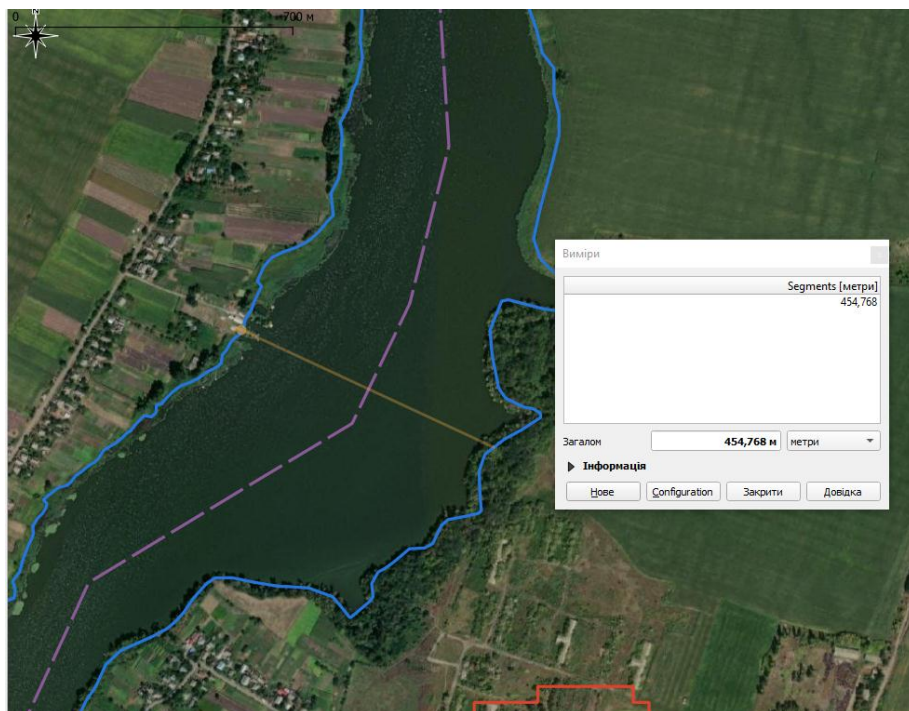 0 700 м
N
Виміри
Segments [метри]
454,768
Загалом 454,768 м метри
Інформація
Нове Configuration Закрити Довідка